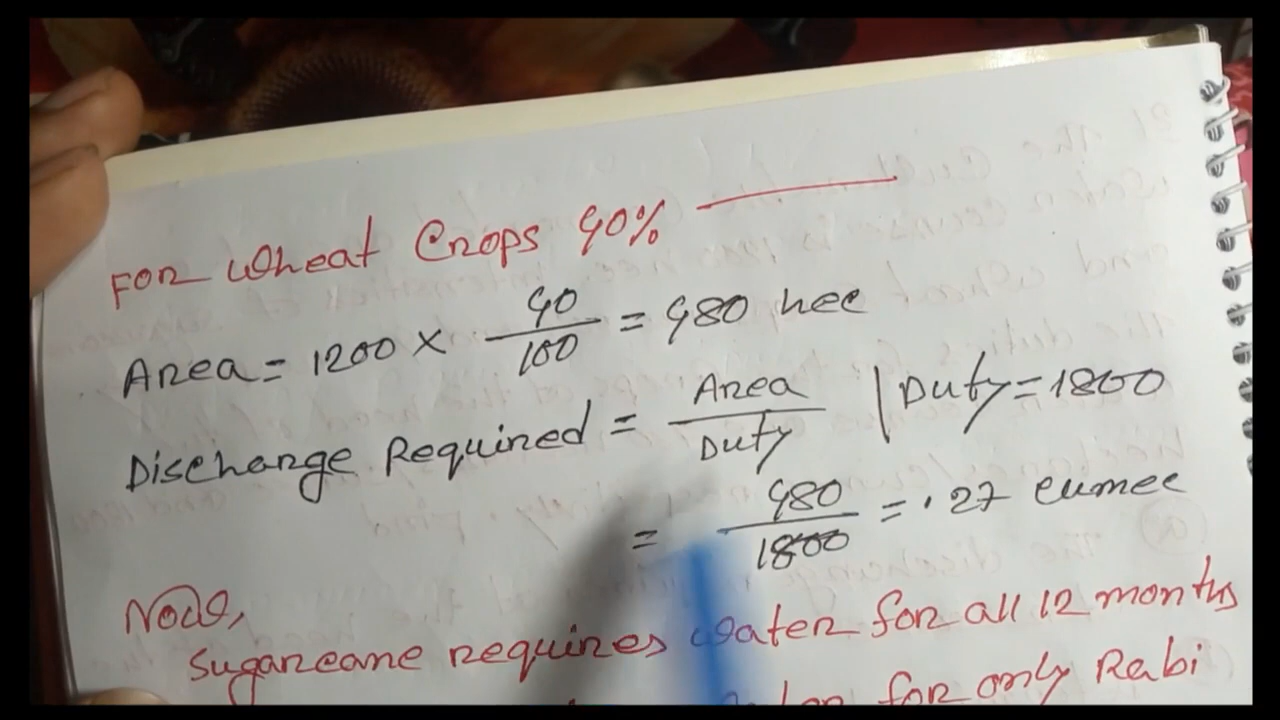 For Wheat Crops 40%
Area = 1200 × 40/100 = 480 hec
Discharge Required = Area/Duty | Duty = 1800
= 480/1800 = .27 cumec
Now,
Sugarcane requires water for all 12 months
for only Rabi